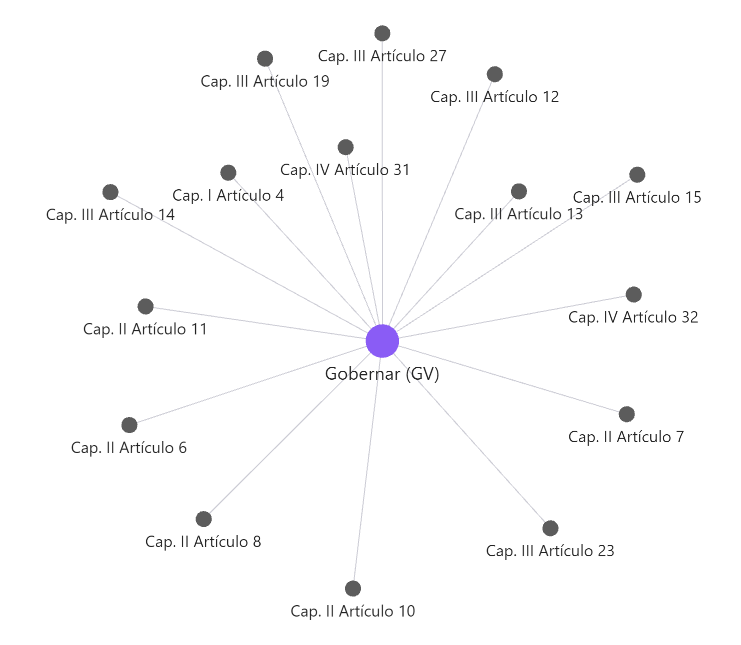 Cap. III Artículo 27
Cap. III Artículo 19
Cap. III Artículo 12
Cap. IV Artículo 31
Cap. I Artículo 4
Cap. III Artículo 15
Cap. III Artículo 14
Cap. III Artículo 13
Cap. IV Artículo 32
Cap. II Artículo 11
Gobernar (GV)
Cap. II Artículo 7
Cap. II Artículo 6
Cap. II Artículo 8
Cap. III Artículo 23
Cap. II Artículo 10